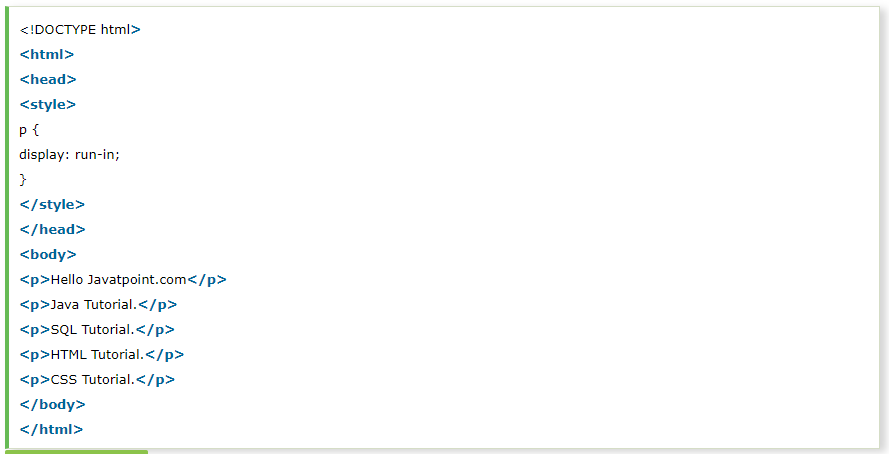 <!DOCTYPE html>
<html>
<head>
<style>
p {
display: run-in;
}
</style>
</head>
<body>
<p>Hello Javatpoint.com</p>
<p>Java Tutorial.</p>
<p>SQL Tutorial.</p>
<p>HTML Tutorial.</p>
<p>CSS Tutorial.</p>
</body>
</html>